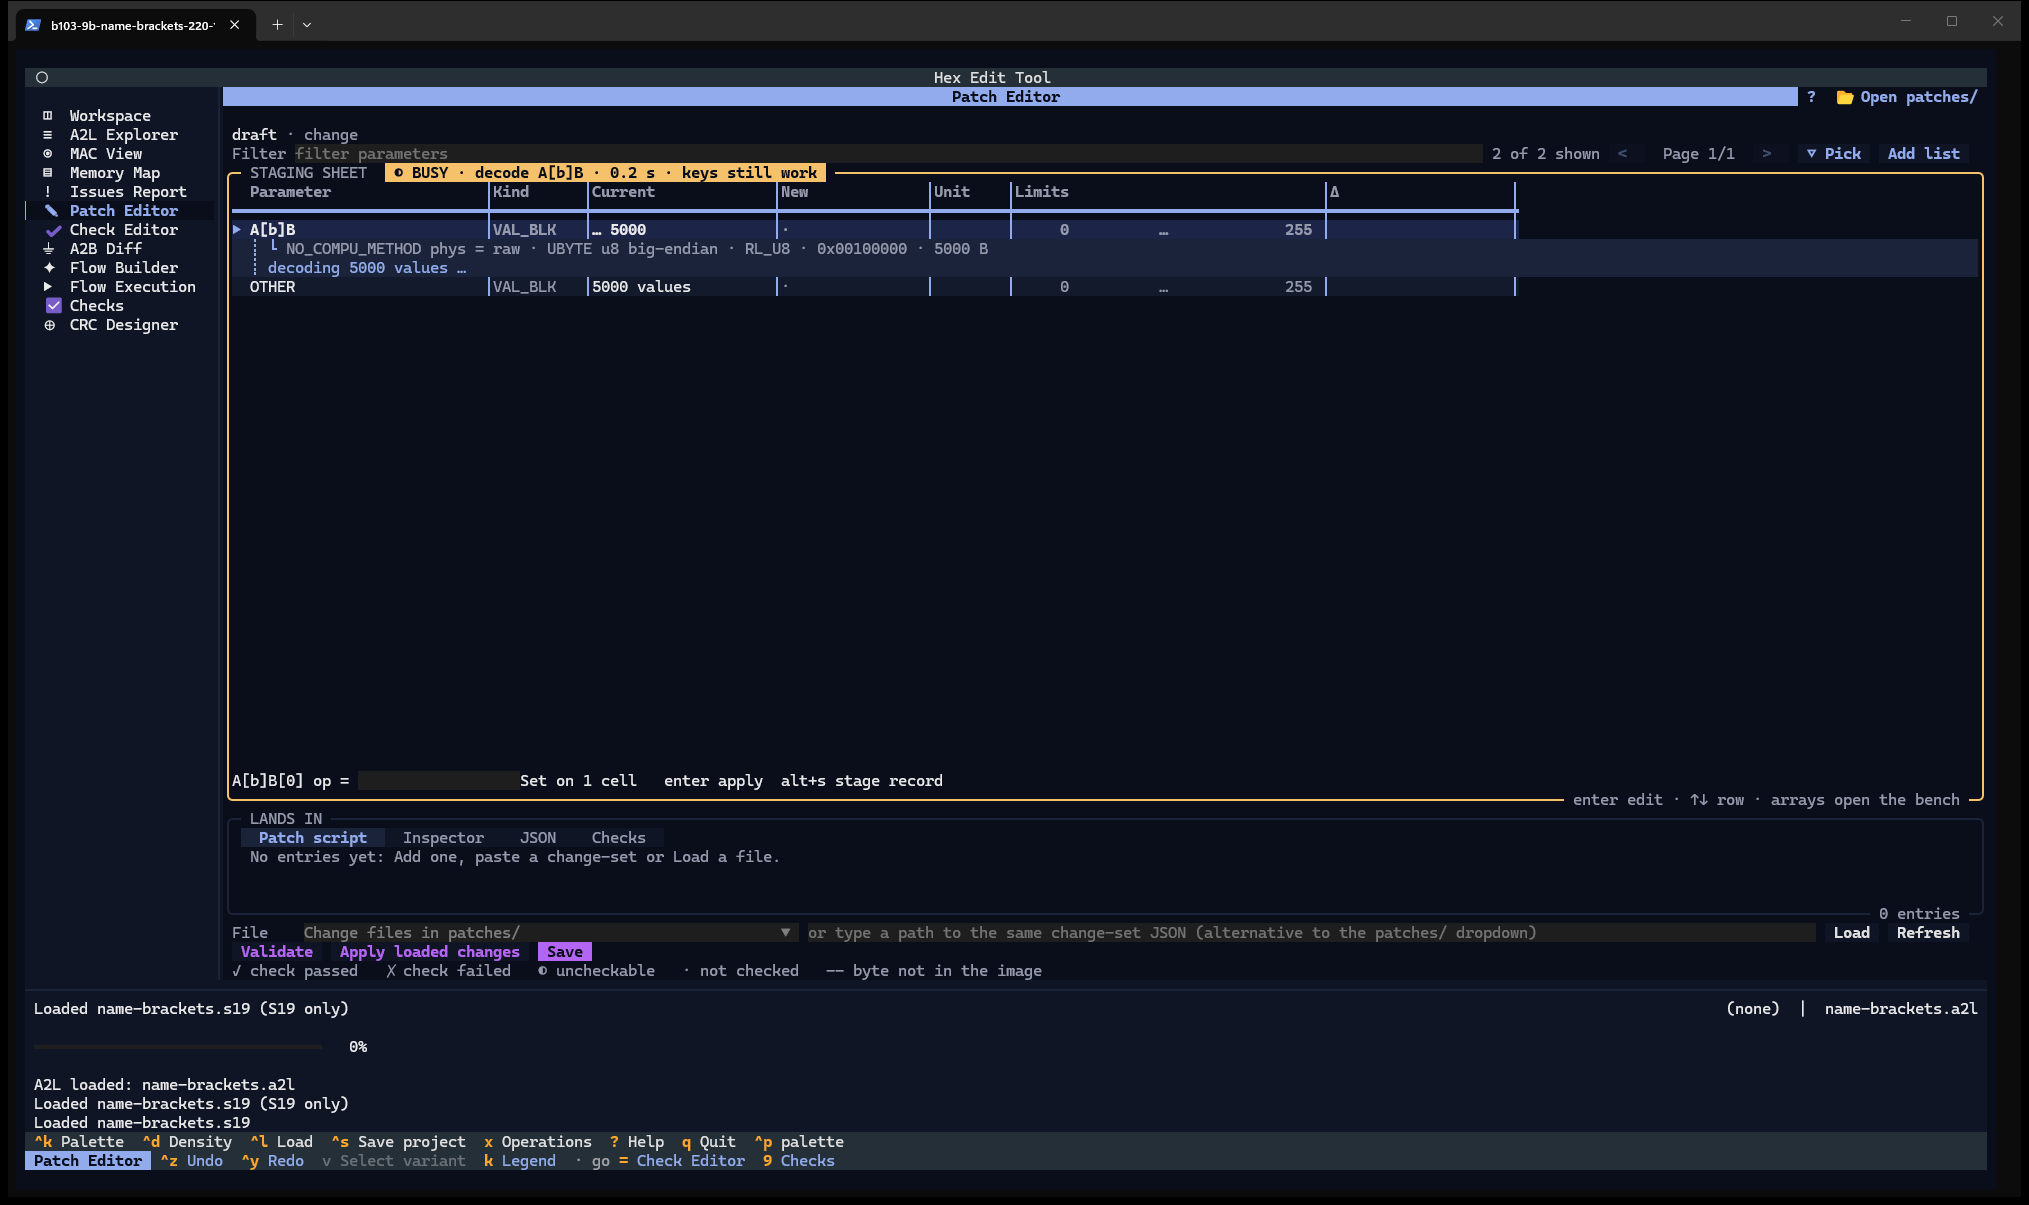 b103-9b-name-brackets-220-
Hex Edit Tool
Patch Editor ? Open patches/
Workspace
A2L Explorer
MAC View
Memory Map
! Issues Report
Patch Editor
Check Editor
A2B Diff
Flow Builder
Flow Execution
Checks
CRC Designer
draft · change
Filter filter parameters 2 of 2 shown < Page 1/1 > ▽ Pick Add list
STAGING SHEET ◐ BUSY · decode A[b]B · 0.2 s · keys still work
Parameter Kind Current New Unit Limits Δ
▶ A[b]B VAL_BLK … 5000 · 0 … 255
└ NO_COMPU_METHOD phys = raw · UBYTE u8 big-endian · RL_U8 · 0x00100000 · 5000 B
decoding 5000 values …
OTHER VAL_BLK 5000 values · 0 … 255
A[b]B[0] op = Set on 1 cell enter apply alt+s stage record
enter edit · ↑↓ row · arrays open the bench
LANDS IN
Patch script Inspector JSON Checks
No entries yet: Add one, paste a change-set or Load a file.
0 entries
File Change files in patches/ ▼ or type a path to the same change-set JSON (alternative to the patches/ dropdown) Load Refresh
Validate Apply loaded changes Save
√ check passed ╳ check failed ◐ uncheckable · not checked -- byte not in the image
Loaded name-brackets.s19 (S19 only) (none) | name-brackets.a2l
0%
A2L loaded: name-brackets.a2l
Loaded name-brackets.s19 (S19 only)
Loaded name-brackets.s19
^k Palette ^d Density ^l Load ^s Save project x Operations ? Help q Quit ^p palette
Patch Editor ^z Undo ^y Redo v Select variant k Legend · go = Check Editor 9 Checks